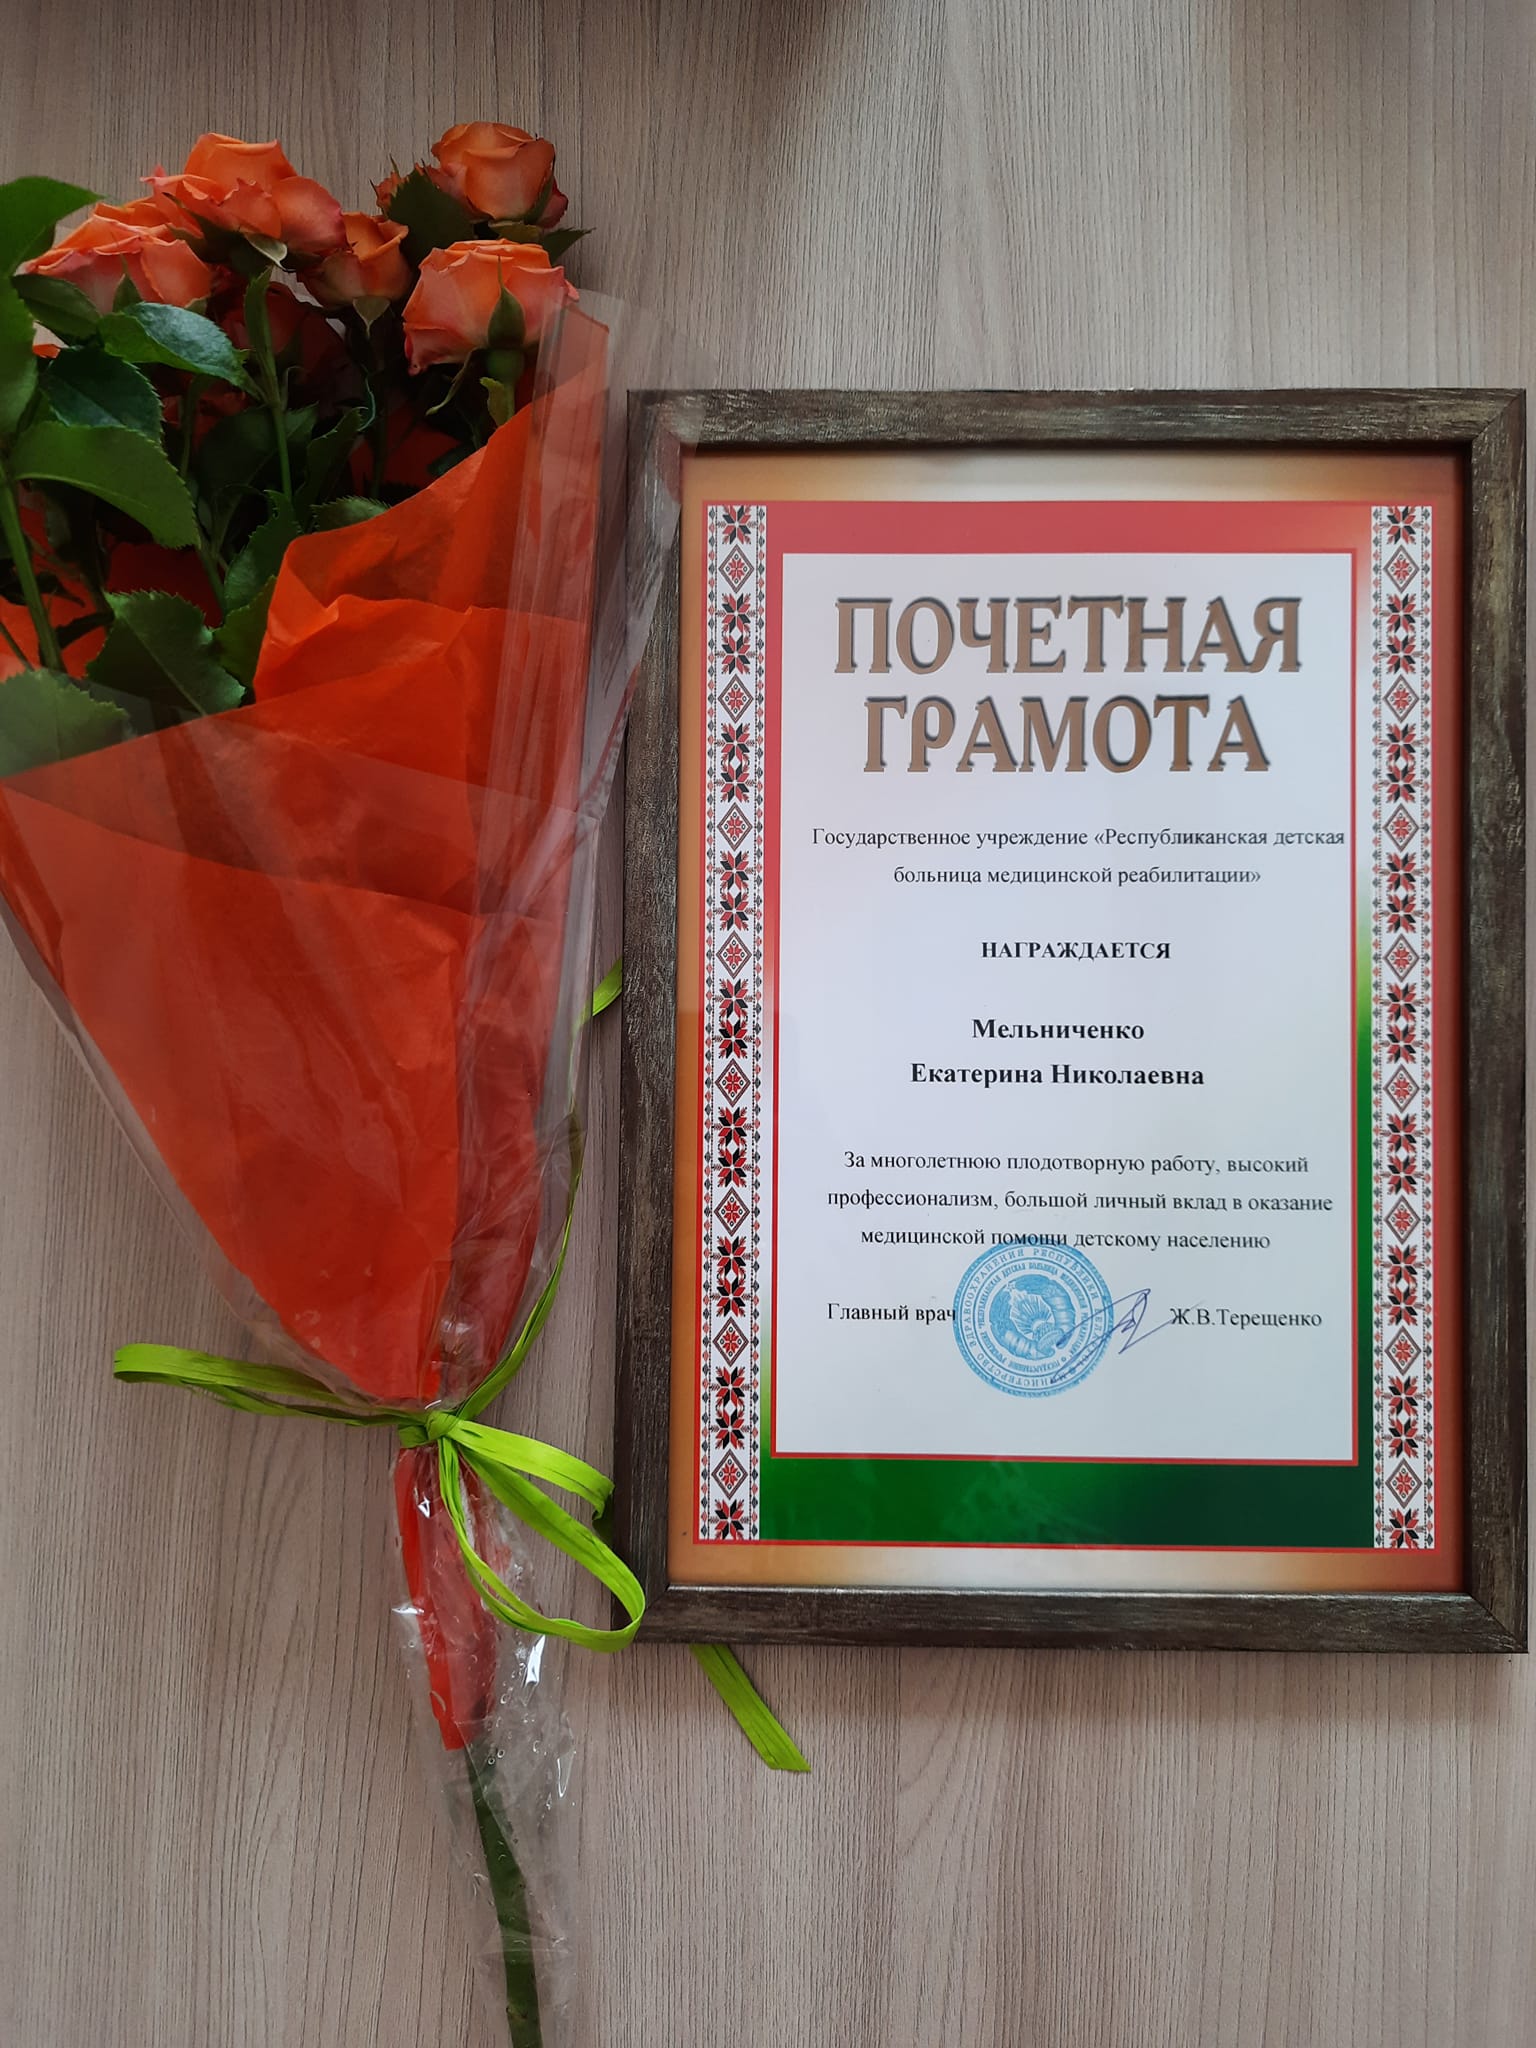 ПОЧЕТНАЯ
ГРАМОТА
Государственное учреждение «Республиканская детская
больница медицинской реабилитации»
НАГРАЖДАЕТСЯ
Мельниченко
Екатерина Николаевна
За многолетнюю плодотворную работу, высокий
профессионализм, большой личный вклад в оказание
медицинской помощи детскому населению
Главный врач Ж.В.Терещенко